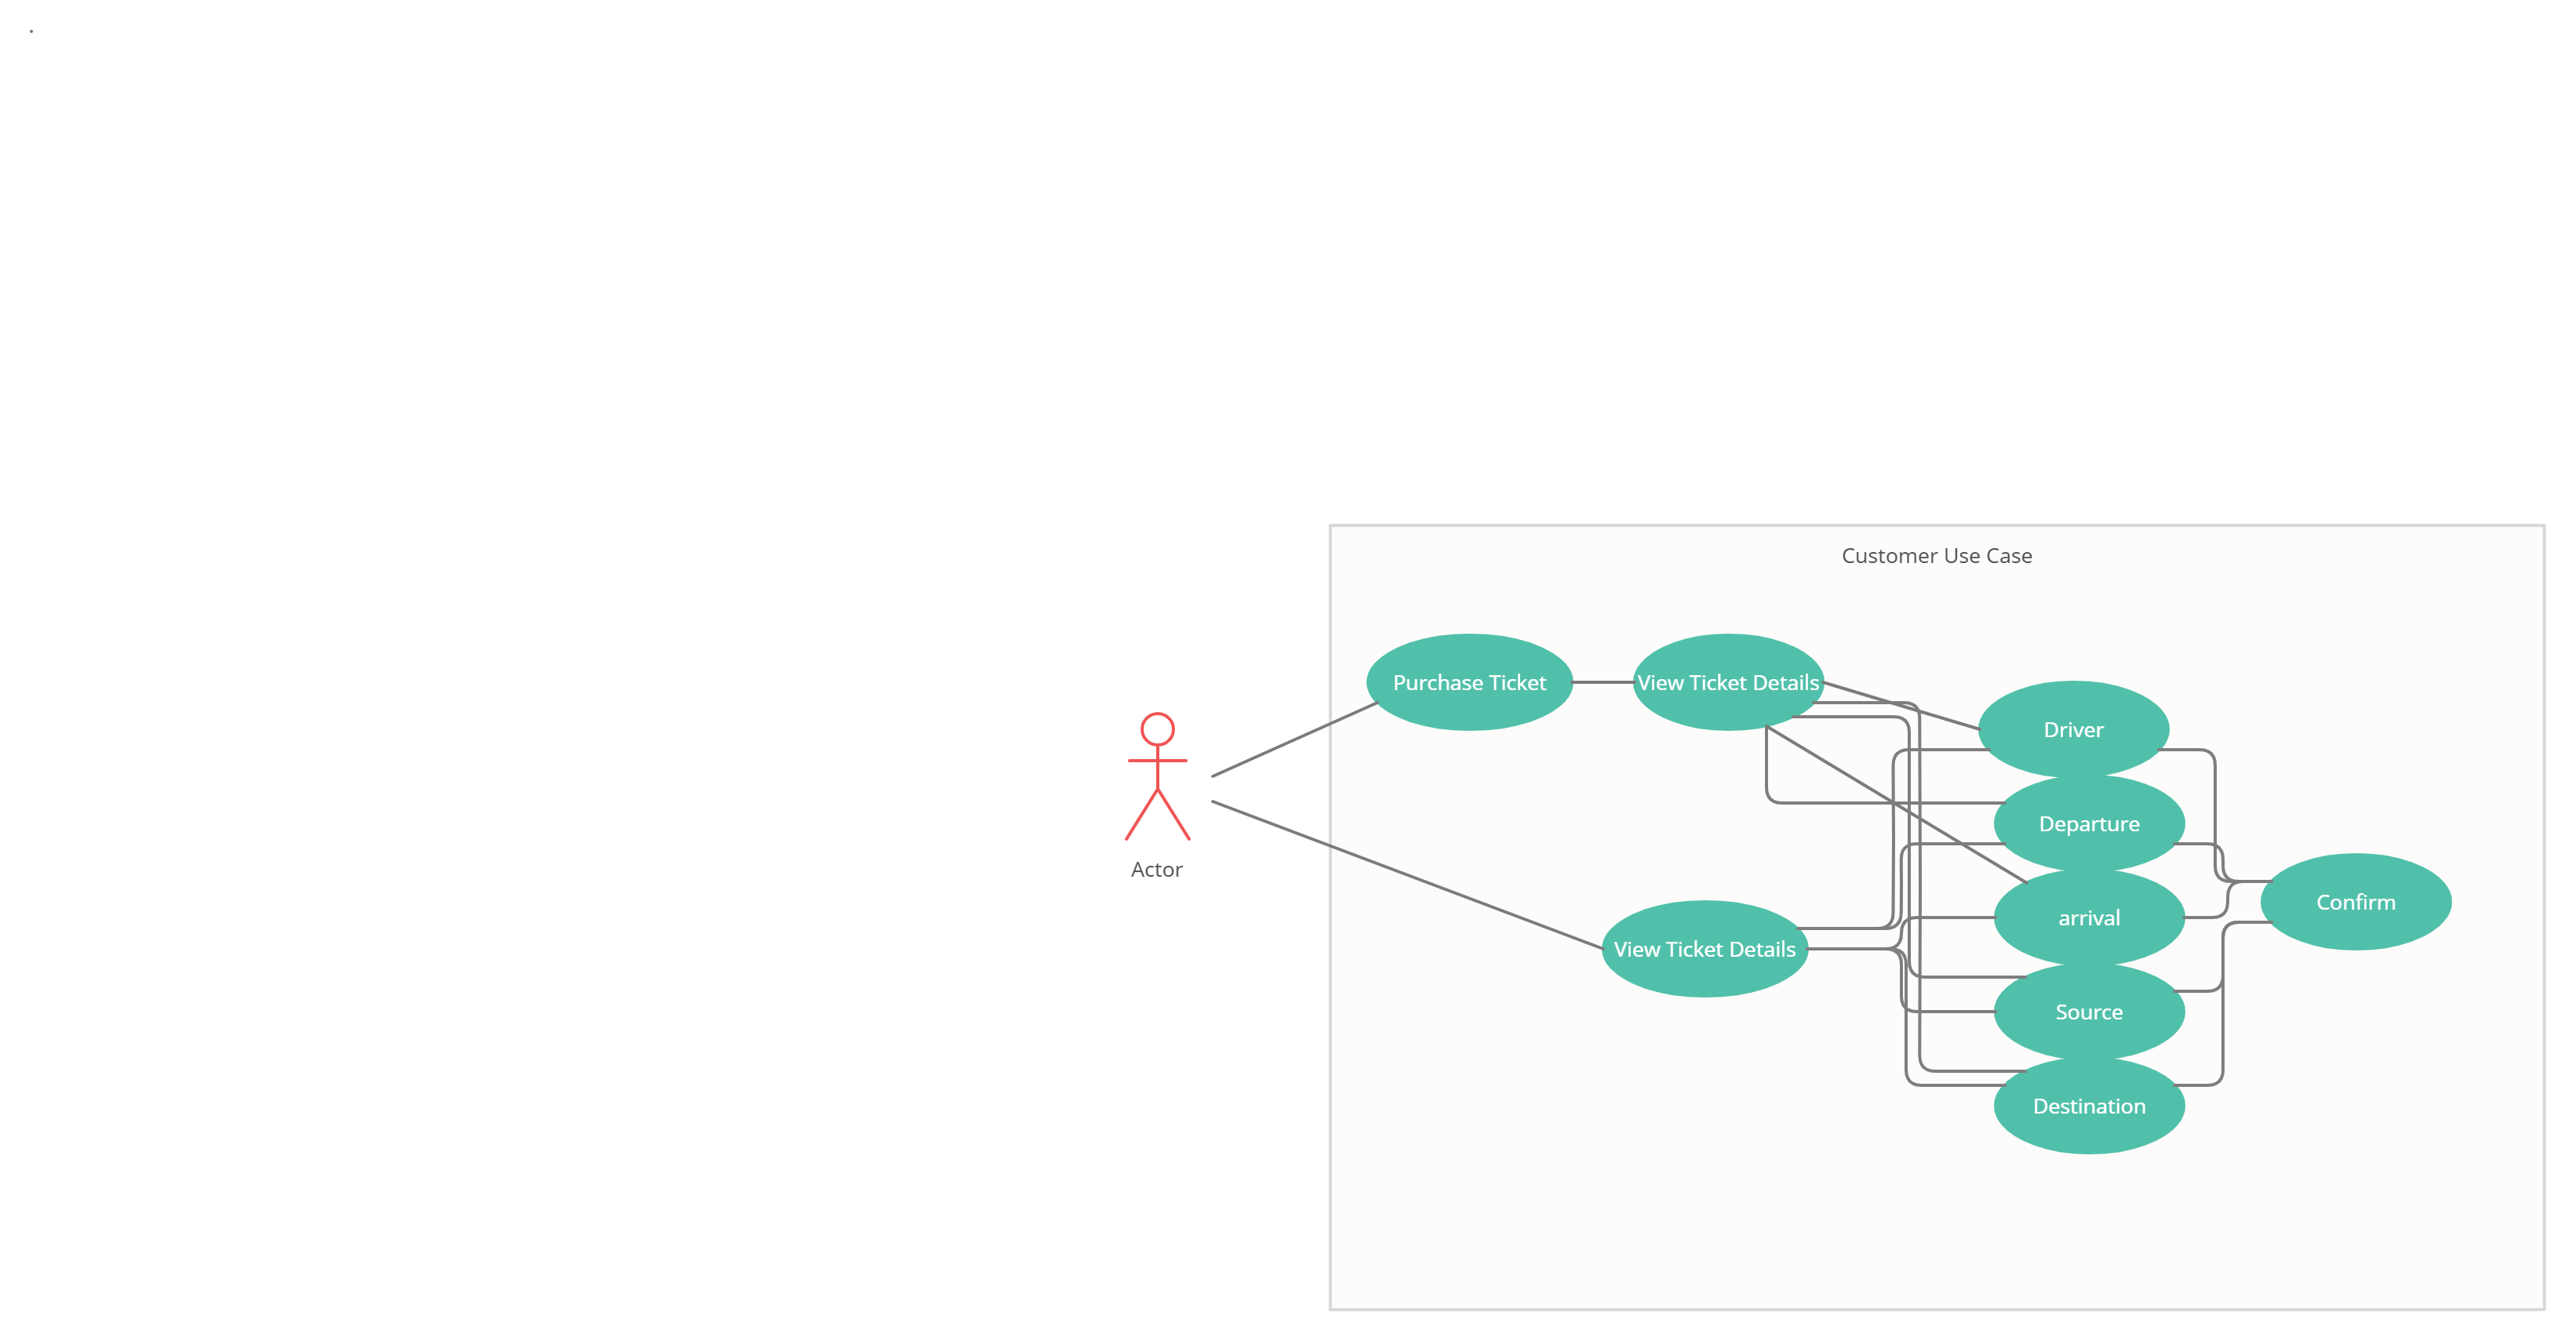 .
Customer Use Case
Purchase Ticket
View Ticket Details
Driver
Departure
Actor
arrival
Confirm
View Ticket Details
Source
Destination